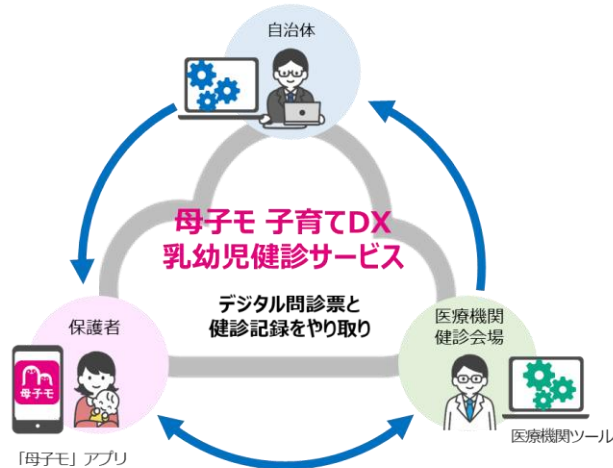 自治体
母子モ 子育てDX
乳幼児健診サービス
デジタル問診票と
健診記録をやり取り
保護者
母子モ
「母子モ」アプリ
医療機関
健診会場
医療機関ツール